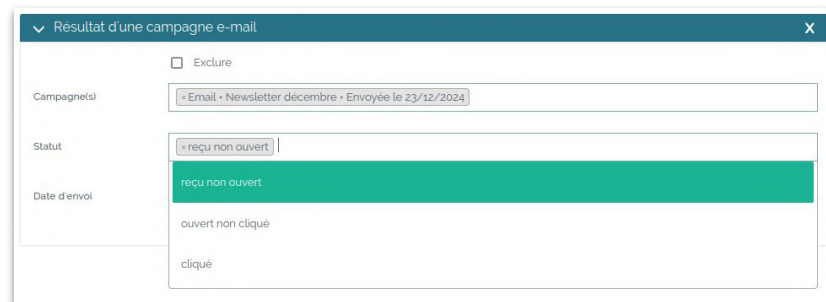 Résultat d'une campagne e-mail X
Exclure
Campagne(s) × Email • Newsletter décembre • Envoyée le 23/12/2024
Statut × reçu non ouvert
reçu non ouvert
Date d'envoi
ouvert non cliqué
cliqué